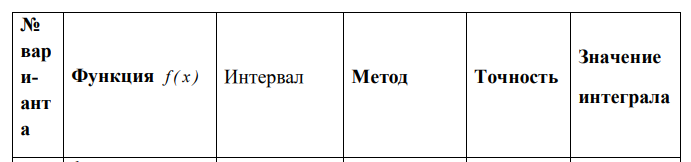 №
вар
и-
ант
а
Функция f(x)
Интервал
Метод
Точность
Значение
интеграла